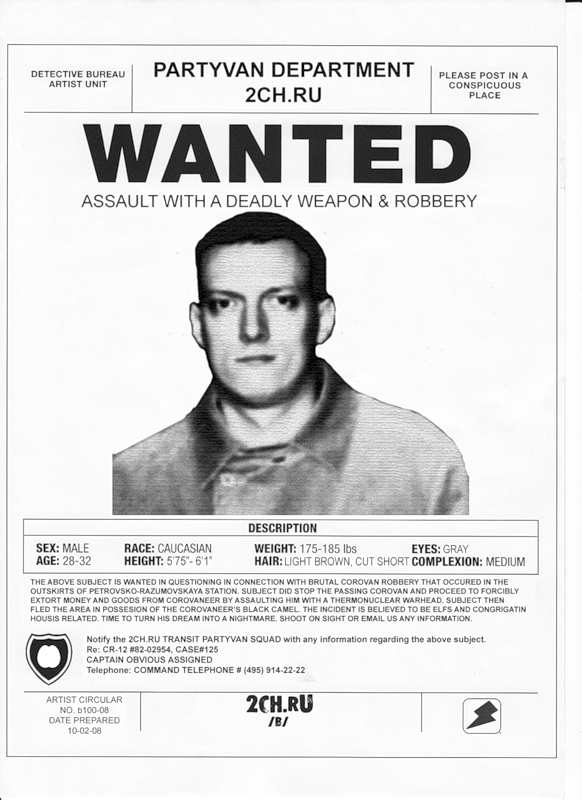 DETECTIVE BUREAU
ARTIST UNIT
PARTYVAN DEPARTMENT
2CH.RU
PLEASE POST IN A
CONSPICUOUS
PLACE
WANTED
ASSAULT WITH A DEADLY WEAPON & ROBBERY
DESCRIPTION
SEX: MALE RACE: CAUCASIAN WEIGHT: 175-185 lbs EYES: GRAY
AGE: 28-32 HEIGHT: 5'75"- 6'1" HAIR: LIGHT BROWN, CUT SHORT COMPLEXION: MEDIUM
THE ABOVE SUBJECT IS WANTED IN QUESTIONING IN CONNECTION WITH BRUTAL COROVAN ROBBERY THAT OCCURED IN THE
OUTSKIRTS OF PETROVSKO-RAZUMOVSKAYA STATION. SUBJECT DID STOP THE PASSING COROVAN AND PROCEED TO FORCIBLY
EXTORT MONEY AND GOODS FROM COROVANEER BY ASSAULTING HIM WITH A THERMONUCLEAR WARHEAD. SUBJECT THEN
FLED THE AREA IN POSSESION OF THE COROVANEER'S BLACK CAMEL. THE INCIDENT IS BELIEVED TO BE ELFS AND CONGRIGATIN
HOUSIS RELATED. TIME TO TURN HIS DREAM INTO A NIGHTMARE. SHOOT ON SIGHT OR EMAIL US ANY INFORMATION.
Notify the 2CH.RU TRANSIT PARTYVAN SQUAD with any information regarding the above subject.
Re: CR-12 #82-02954, CASE#125
CAPTAIN OBVIOUS ASSIGNED
Telephone: COMMAND TELEPHONE # (495) 914-22-22
ARTIST CIRCULAR
NO. b100-08
DATE PREPARED
10-02-08
2CH.RU
/B/